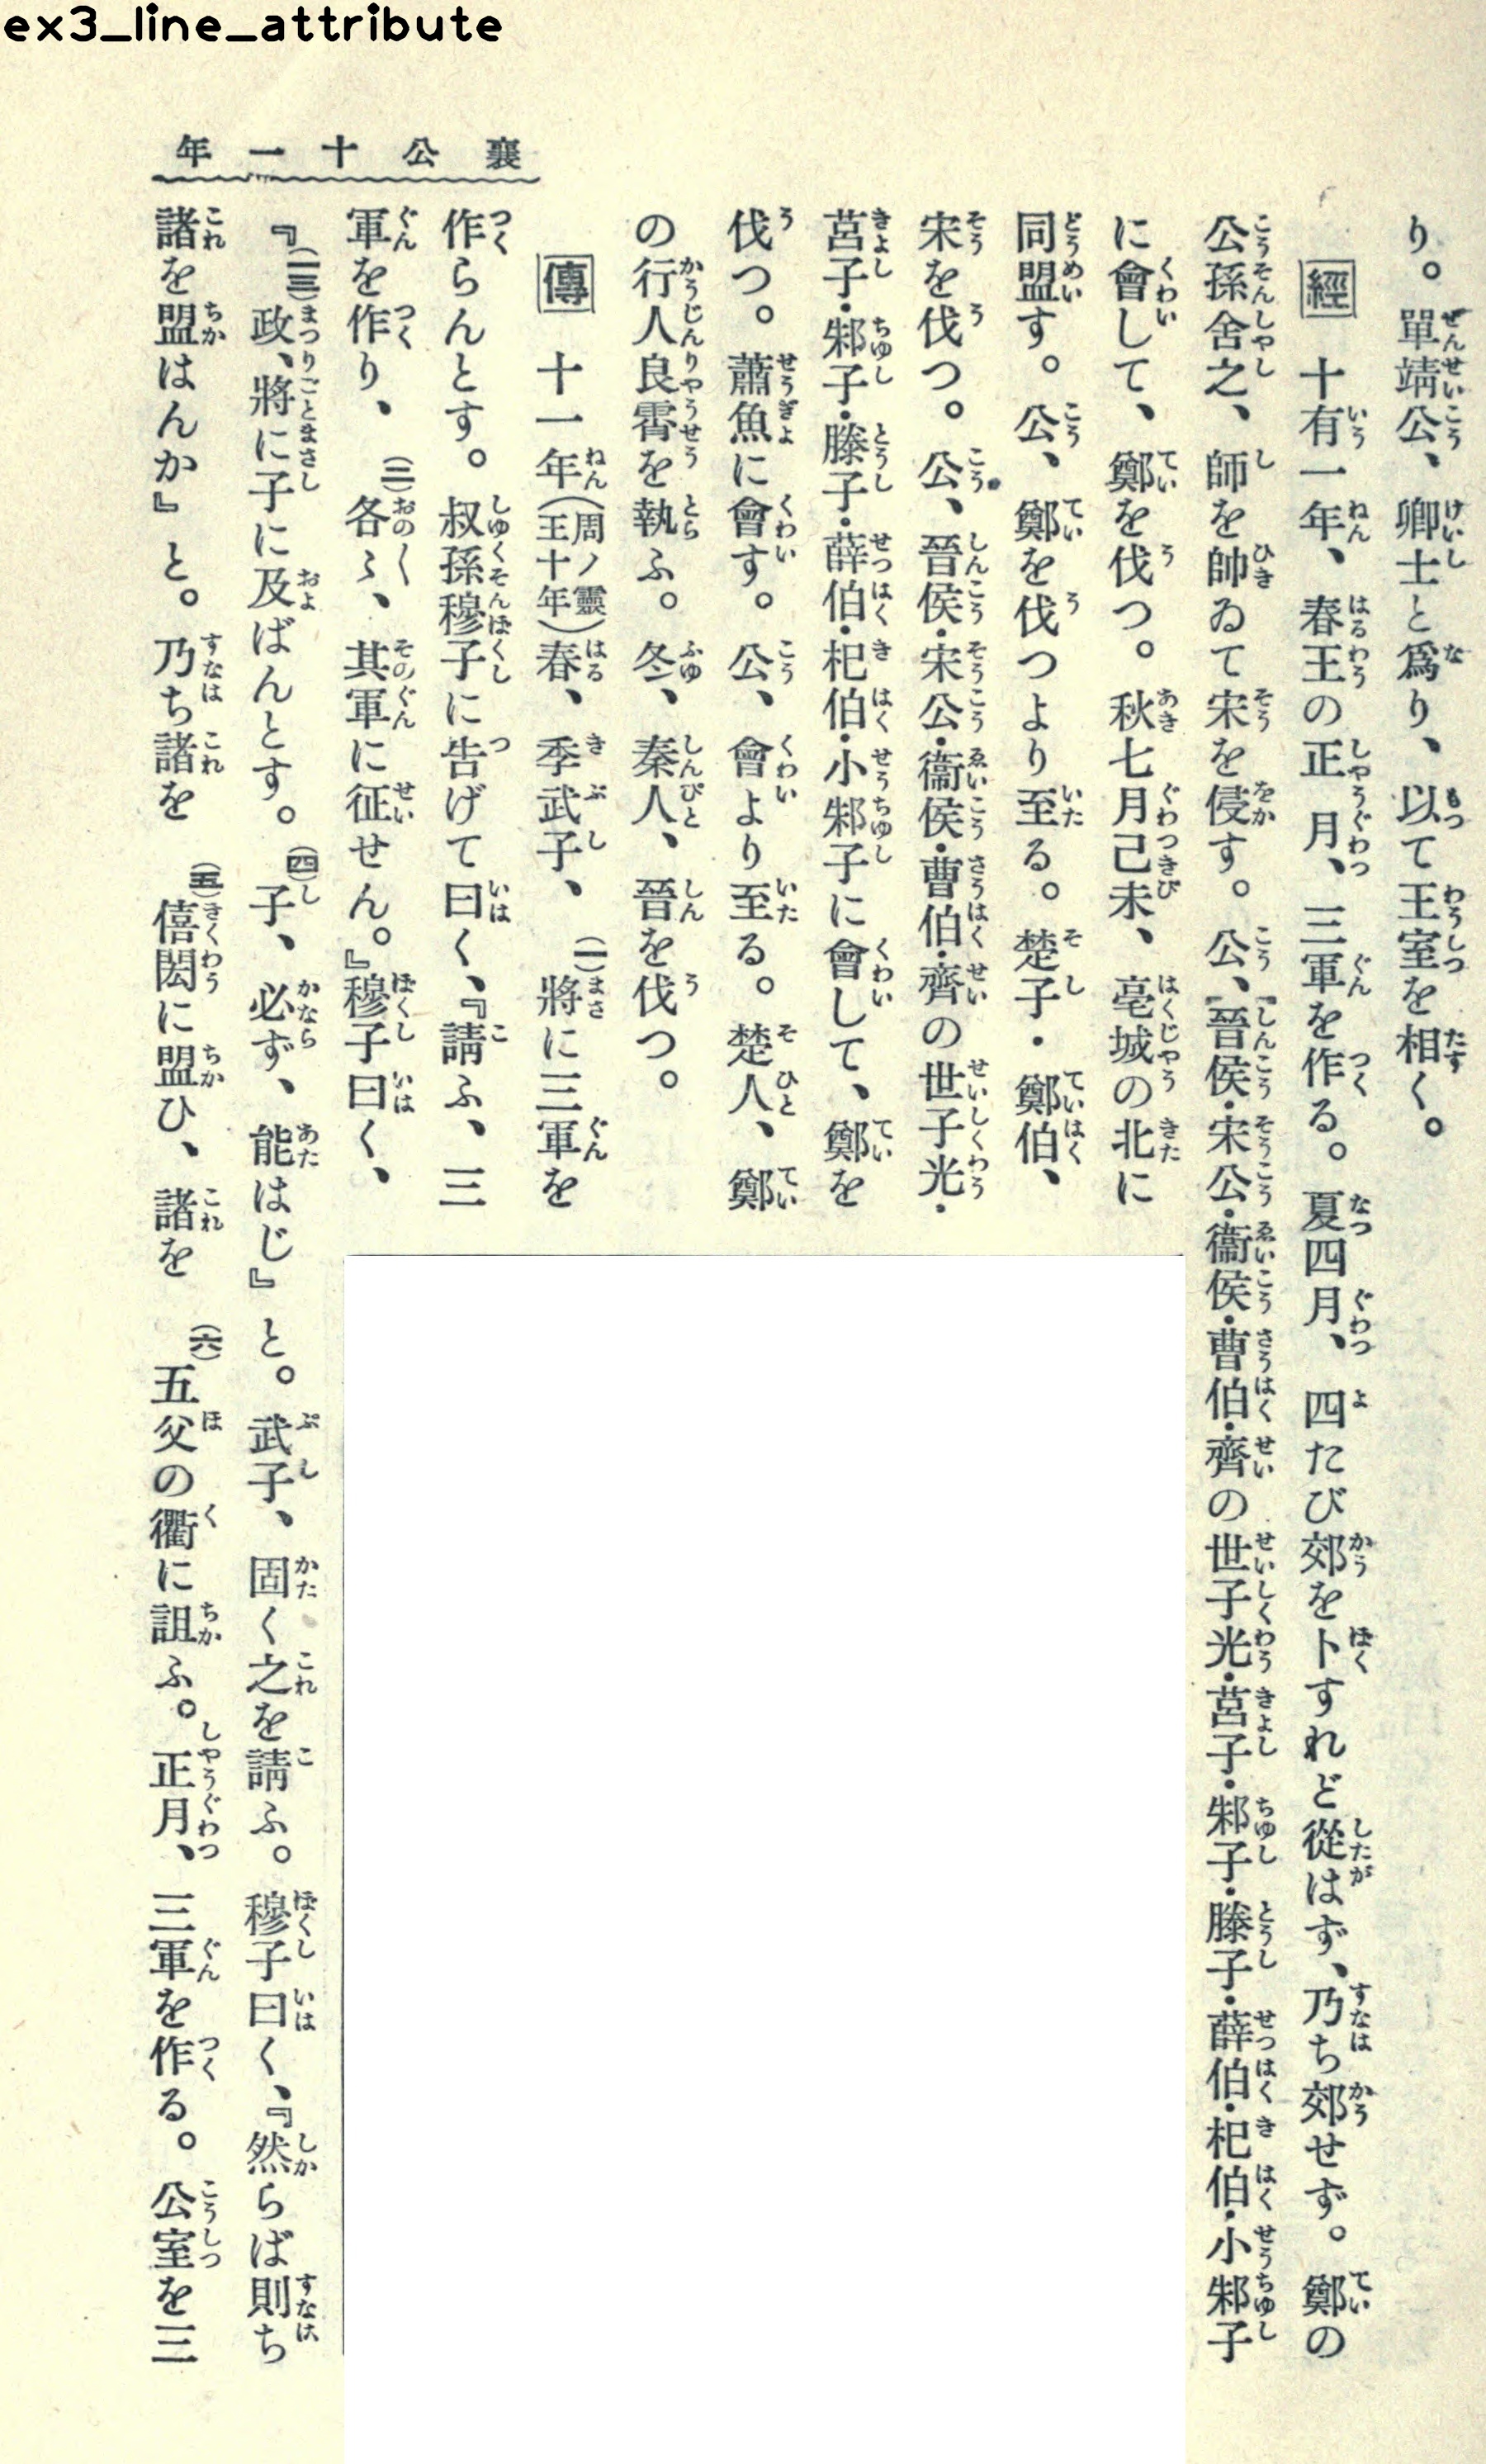 ex3_line_attribute
襄公十一年
り。單靖公、卿士と爲り、以て王室を相く。
經 十有一年、春王の正月、三軍を作る。夏四月、四たび郊を卜すれど從はず、乃ち郊せず。鄭の
公孫舍之、師を帥ゐて宋を侵す。公、晉侯・宋公・衞侯・曹伯・齊の世子光・莒子・邾子・滕子・薛伯・杞伯・小邾子
に會して、鄭を伐つ。秋七月己未、亳城の北に
同盟す。公、鄭を伐つより至る。楚子・鄭伯、
宋を伐つ。公、晉侯・宋公・衞侯・曹伯・齊の世子光・
莒子・邾子・滕子・薛伯・杞伯・小邾子に會して、鄭を
伐つ。蕭魚に會す。公、會より至る。楚人、鄭
の行人良霄を執ふ。冬、秦人、晉を伐つ。
傳 十一年(周ノ靈王十年)春、季武子、(一)將に三軍を
作らんとす。叔孫穆子に告げて曰く、『請ふ、三
軍を作り、(二)各〻、其軍に征せん。』穆子曰く、
『(三)政、將に子に及ばんとす。(四)子、必ず、能はじ』と。武子、固く之を請ふ。穆子曰く、『然らば則ち
諸を盟はんか』と。乃ち諸を(五)僖閎に盟ひ、諸を(六)五父の衢に詛ふ。正月、三軍を作る。公室を三